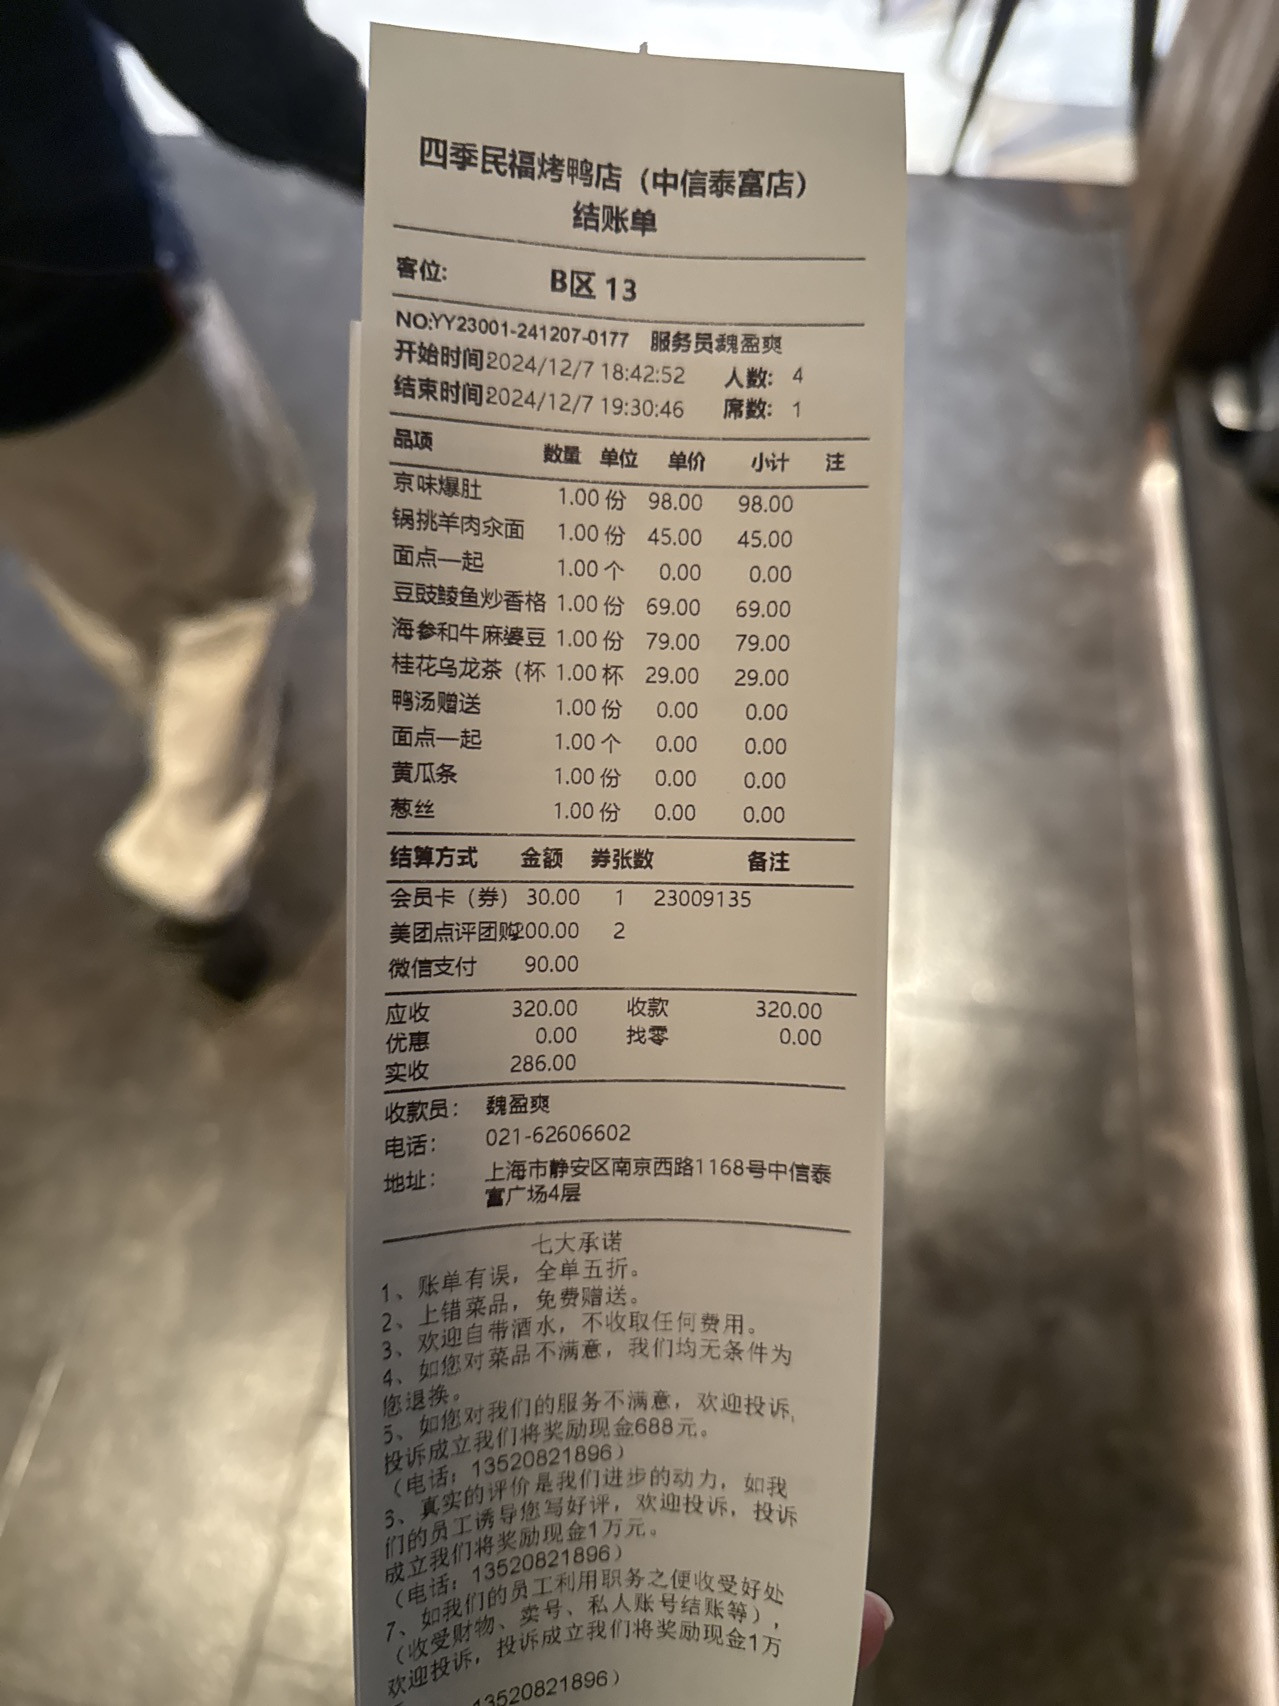 四季民福烤鸭店（中信泰富店）
结账单
客位: B区 13
NO:YY23001-241207-0177 服务员魏盈爽
开始时间2024/12/7 18:42:52 人数: 4
结束时间2024/12/7 19:30:46 席数: 1
品项 数量 单位 单价 小计 注
京味爆肚 1.00 份 98.00 98.00
锅挑羊肉汆面 1.00 份 45.00 45.00
面点—起 1.00 个 0.00 0.00
豆豉鲮鱼炒香格 1.00 份 69.00 69.00
海参和牛麻婆豆 1.00 份 79.00 79.00
桂花乌龙茶（杯 1.00 杯 29.00 29.00
鸭汤赠送 1.00 份 0.00 0.00
面点—起 1.00 个 0.00 0.00
黄瓜条 1.00 份 0.00 0.00
葱丝 1.00 份 0.00 0.00
结算方式 金额 券张数 备注
会员卡（券） 30.00 1 23009135
美团点评团购200.00 2
微信支付 90.00
应收 320.00 收款 320.00
优惠 0.00 找零 0.00
实收 286.00
收款员: 魏盈爽
电话: 021-62606602
地址: 上海市静安区南京西路1168号中信泰
富广场4层
七大承诺
1、账单有误，全单五折。
2、上错菜品，免费赠送。
3、欢迎自带酒水，不收取任何费用。
4、如您对菜品不满意，我们均无条件为
您退换。
5、如您对我们的服务不满意，欢迎投诉,
投诉成立我们将奖励现金688元。
（电话：13520821896）
3、真实的评价是我们进步的动力，如我
们的员工诱导您写好评，欢迎投诉，投诉
成立我们将奖励现金1万元。
（电话：13520821896）
7、如我们的员工利用职务之便收受好处
（收受财物、卖号、私人账号结账等），
欢迎投诉，投诉成立我们将奖励现金1万
13520821896）